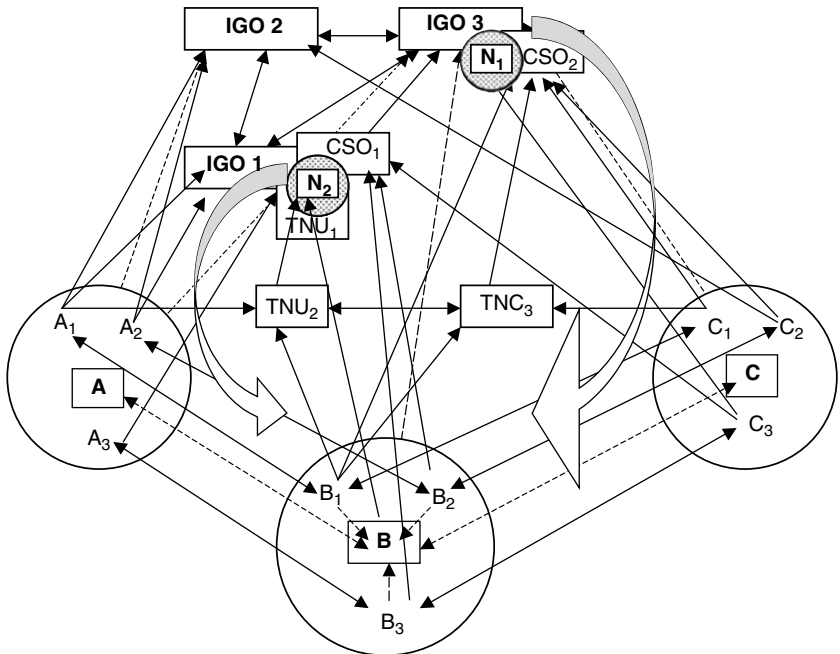 IGO 2
IGO 3
N₁
CSO₂
CSO₁
IGO 1
N₂
TNU₁
TNU₂
TNC₃
A₁
A₂
C₁
C₂
A
C
A₃
C₃
B₁
B₂
B
B₃